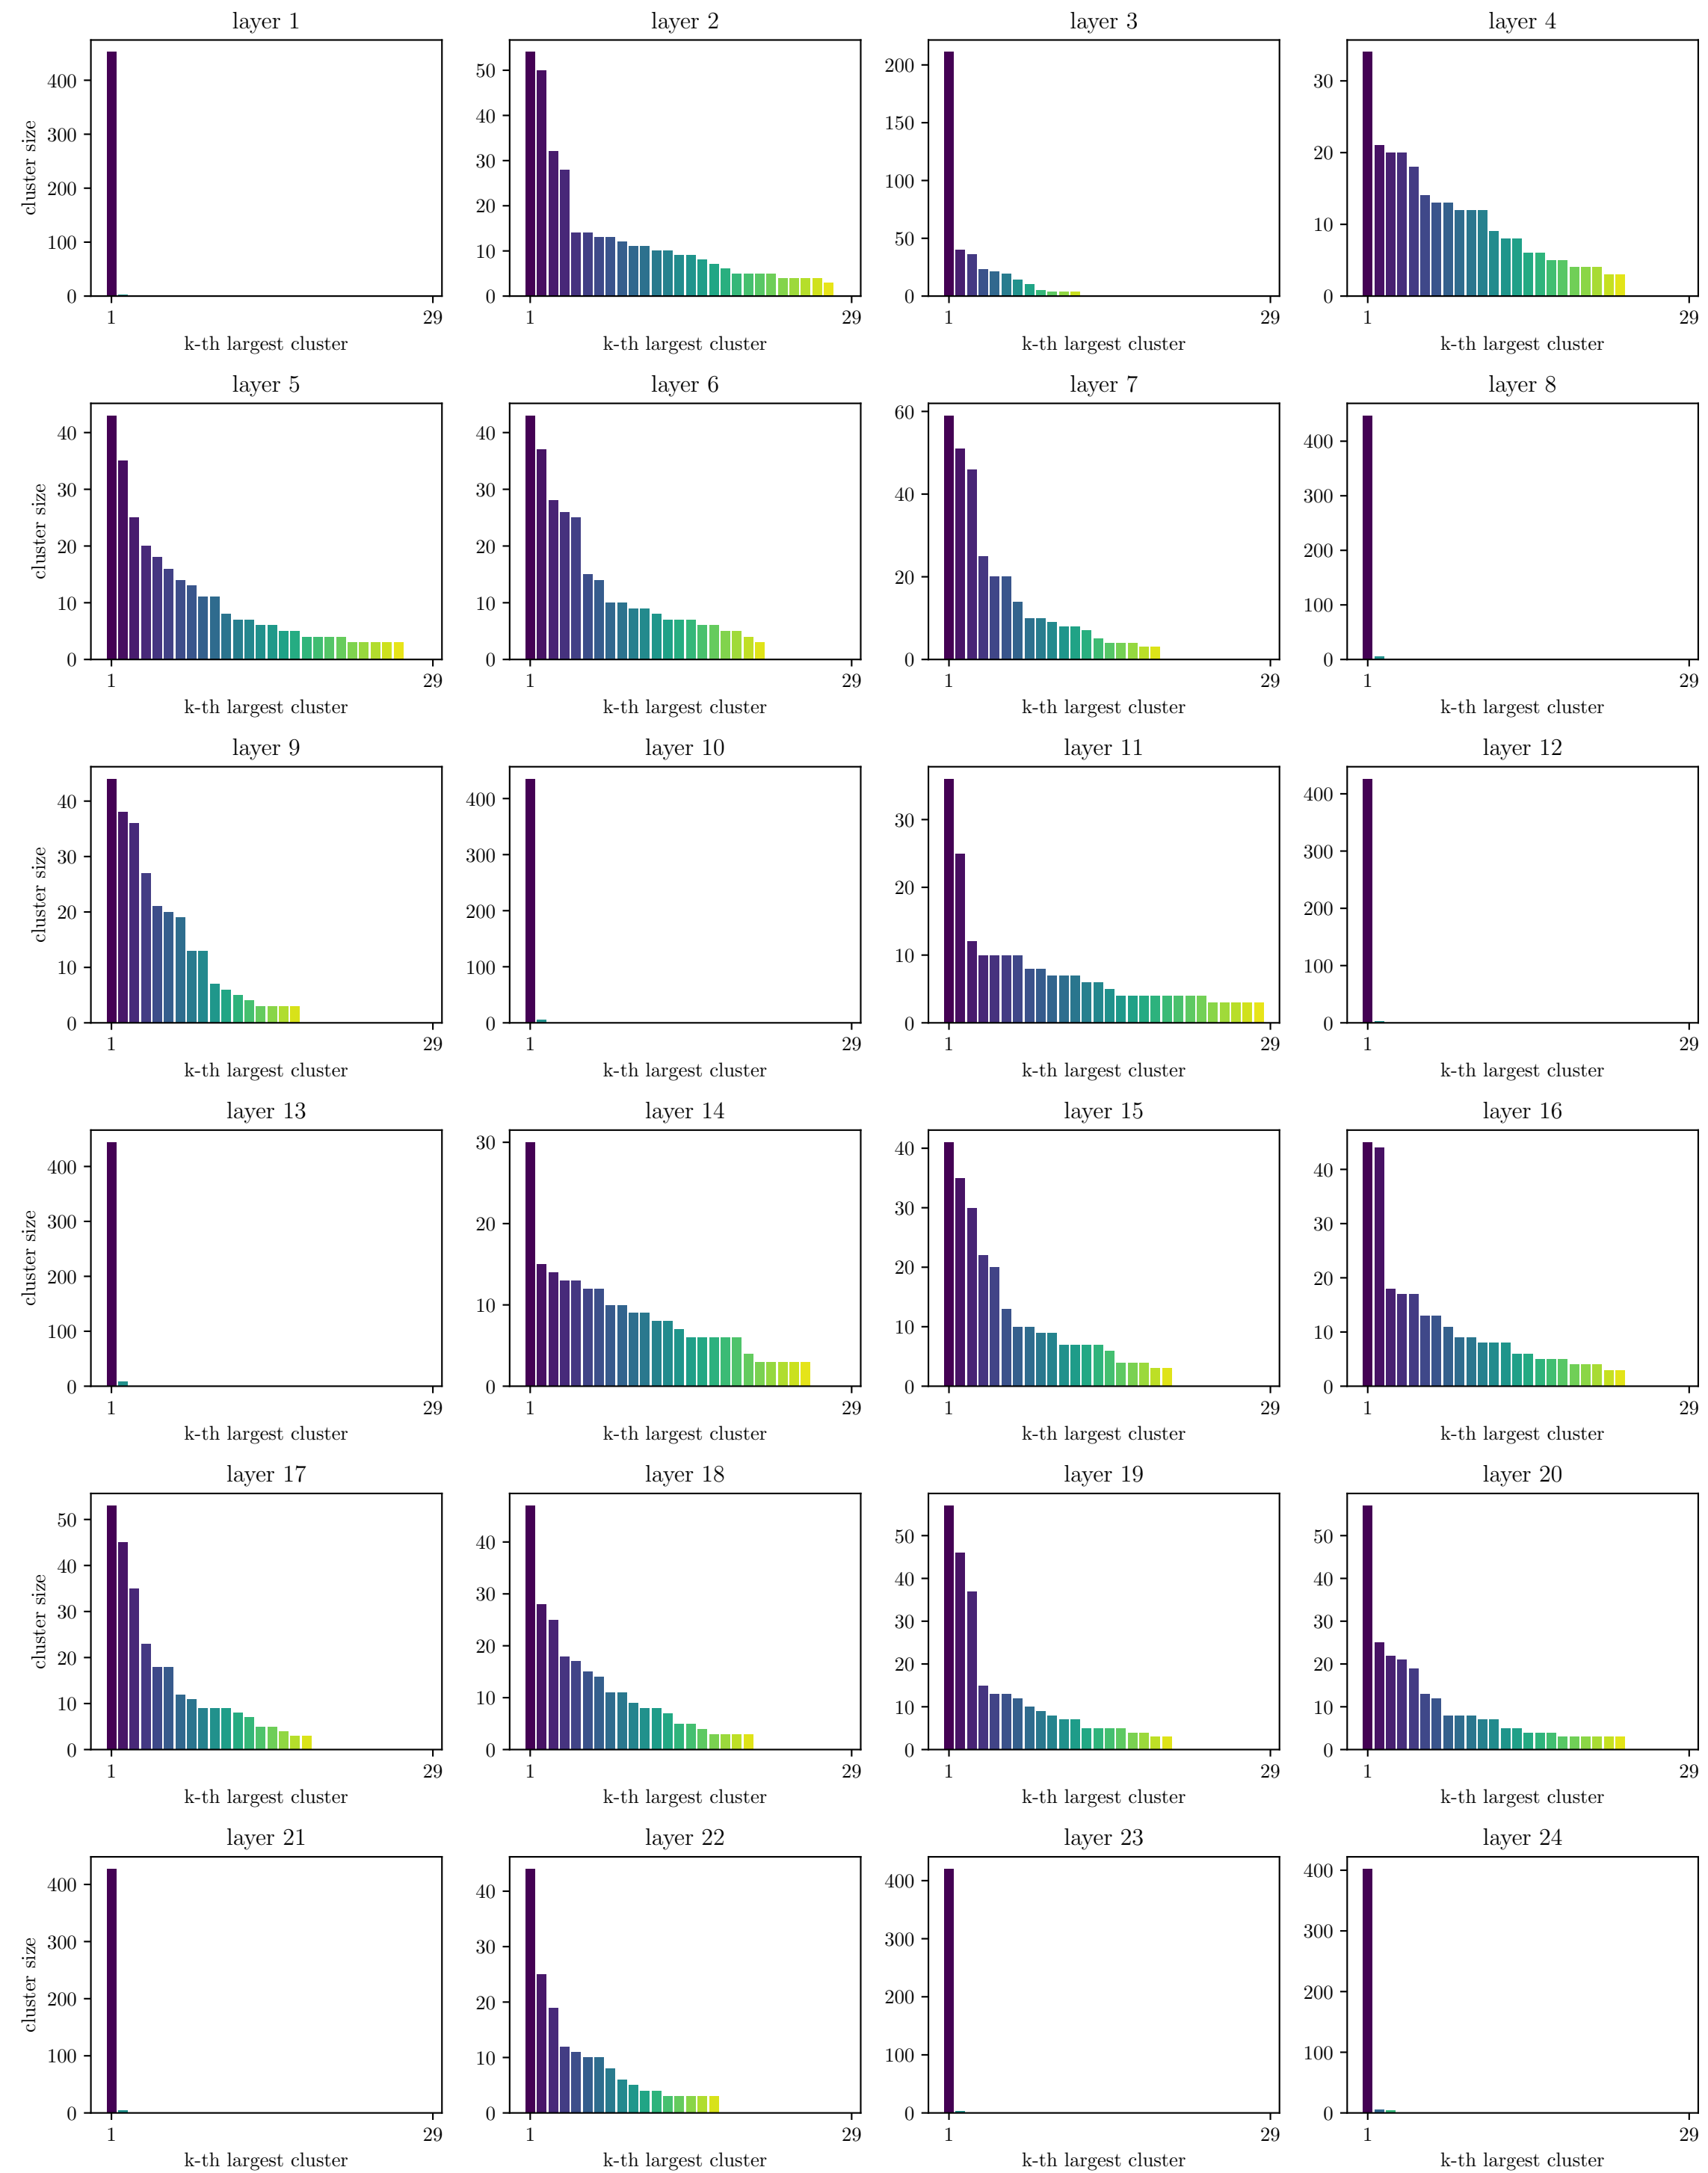 layer 1
400
300
200
100
0
cluster size
1 29
k-th largest cluster
layer 2
50
40
30
20
10
0
1 29
k-th largest cluster
layer 3
200
150
100
50
0
1 29
k-th largest cluster
layer 4
30
20
10
0
1 29
k-th largest cluster
layer 5
40
30
20
10
0
cluster size
1 29
k-th largest cluster
layer 6
40
30
20
10
0
1 29
k-th largest cluster
layer 7
60
40
20
0
1 29
k-th largest cluster
layer 8
400
300
200
100
0
1 29
k-th largest cluster
layer 9
40
30
20
10
0
cluster size
1 29
k-th largest cluster
layer 10
400
300
200
100
0
1 29
k-th largest cluster
layer 11
30
20
10
0
1 29
k-th largest cluster
layer 12
400
300
200
100
0
1 29
k-th largest cluster
layer 13
400
300
200
100
0
cluster size
1 29
k-th largest cluster
layer 14
30
20
10
0
1 29
k-th largest cluster
layer 15
40
30
20
10
0
1 29
k-th largest cluster
layer 16
40
30
20
10
0
1 29
k-th largest cluster
layer 17
50
40
30
20
10
0
cluster size
1 29
k-th largest cluster
layer 18
40
30
20
10
0
1 29
k-th largest cluster
layer 19
50
40
30
20
10
0
1 29
k-th largest cluster
layer 20
50
40
30
20
10
0
1 29
k-th largest cluster
layer 21
400
300
200
100
0
cluster size
1 29
k-th largest cluster
layer 22
40
30
20
10
0
1 29
k-th largest cluster
layer 23
400
300
200
100
0
1 29
k-th largest cluster
layer 24
400
300
200
100
0
1 29
k-th largest cluster